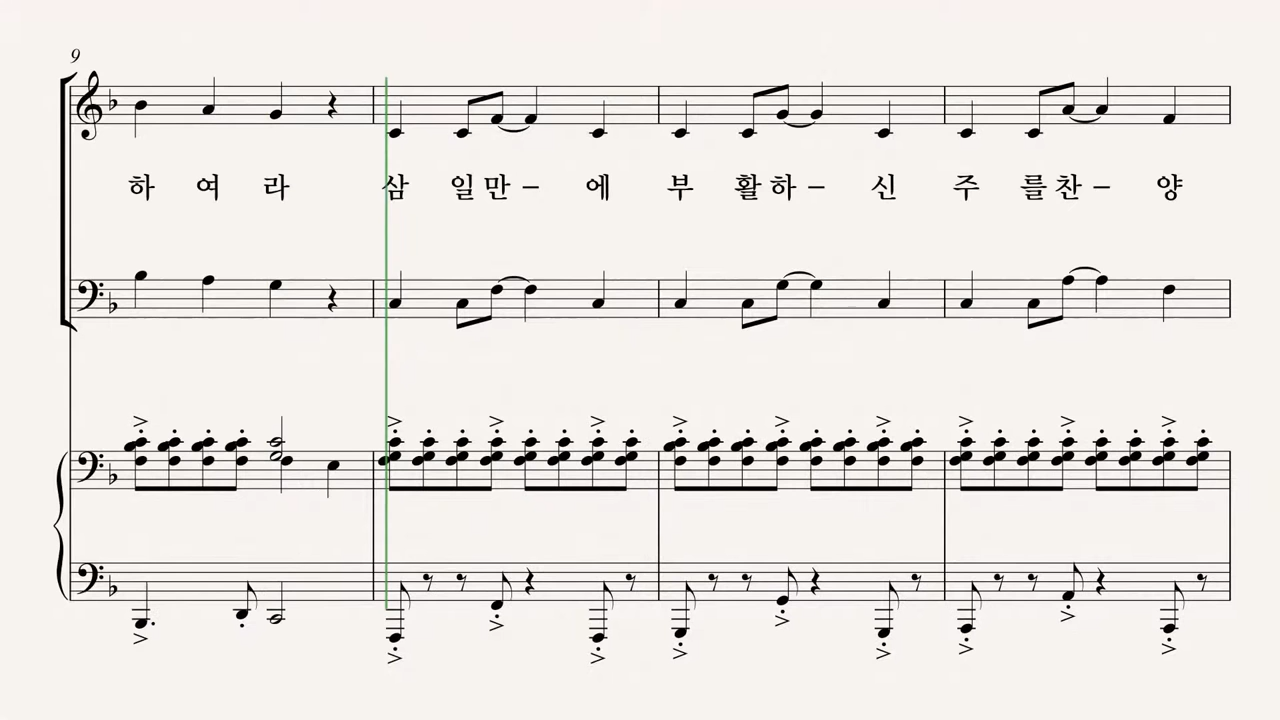 9
하 여 라 삼 일 만 – 에 부 활 하 – 신 주 를 찬 – 양